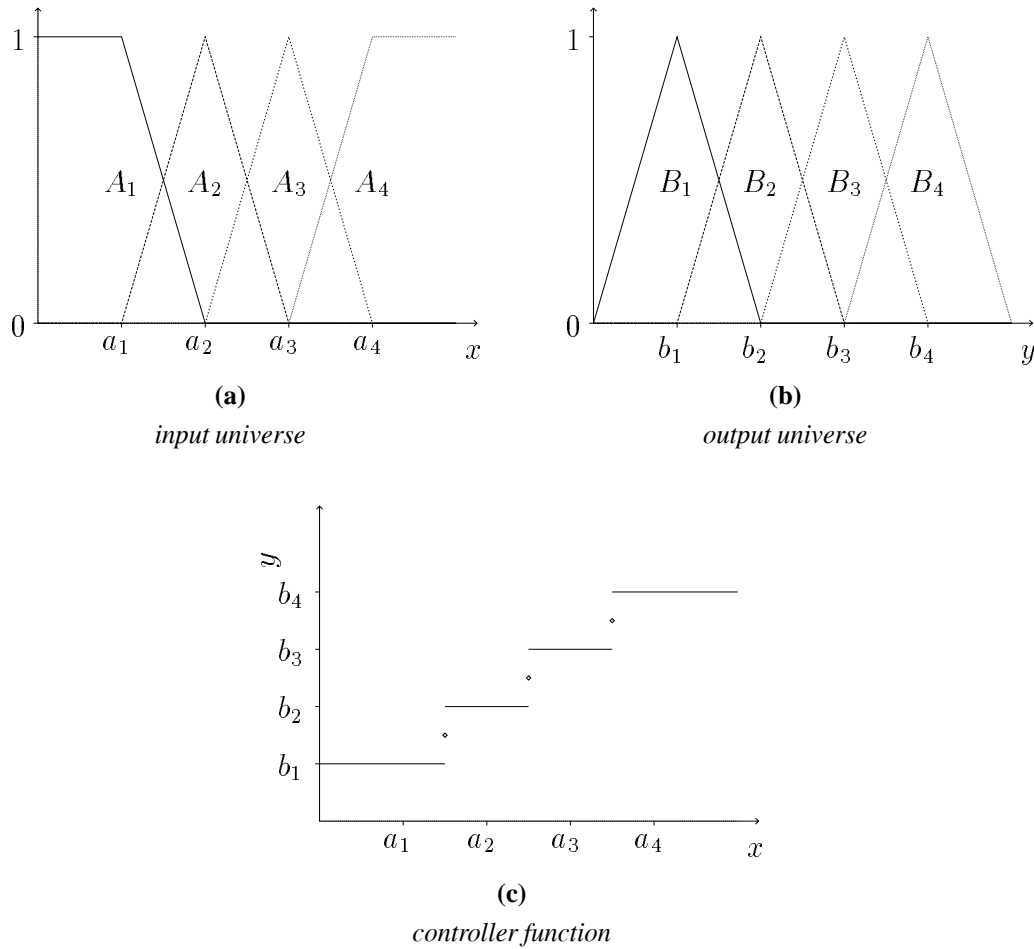 1
0
A₁ A₂ A₃ A₄
a₁ a₂ a₃ a₄ x
(a)
input universe
1
0
B₁ B₂ B₃ B₄
b₁ b₂ b₃ b₄ y
(b)
output universe
y
b₄
b₃
b₂
b₁
a₁ a₂ a₃ a₄ x
(c)
controller function